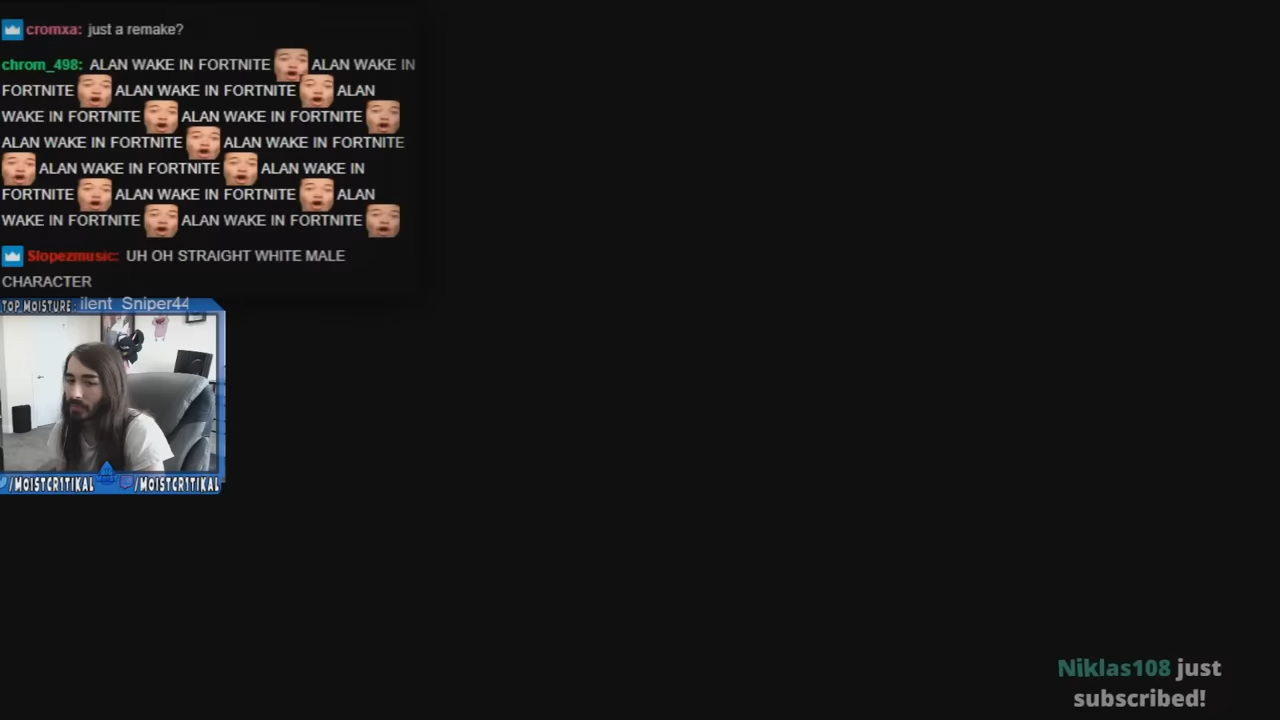 cromxa: just a remake?
chrom_498: ALAN WAKE IN FORTNITE ALAN WAKE IN
FORTNITE ALAN WAKE IN FORTNITE ALAN
WAKE IN FORTNITE ALAN WAKE IN FORTNITE
ALAN WAKE IN FORTNITE ALAN WAKE IN FORTNITE
ALAN WAKE IN FORTNITE ALAN WAKE IN
FORTNITE ALAN WAKE IN FORTNITE ALAN
WAKE IN FORTNITE ALAN WAKE IN FORTNITE
Slopezmusic: UH OH STRAIGHT WHITE MALE
CHARACTER
TOP MOISTURE: ilent_Sniper44
/MOISTCR1TIKAL /MOISTCR1TIKAL
Niklas108 just
subscribed!